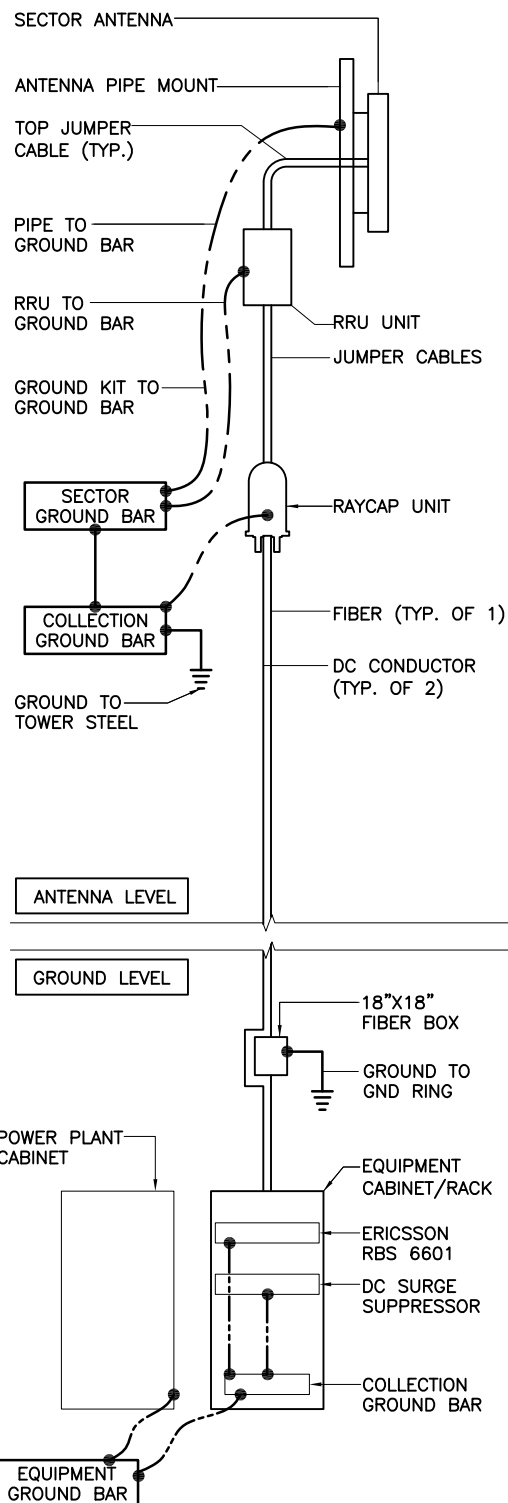 SECTOR ANTENNA
ANTENNA PIPE MOUNT
TOP JUMPER
CABLE (TYP.)
PIPE TO
GROUND BAR
RRU TO
GROUND BAR
RRU UNIT
JUMPER CABLES
GROUND KIT TO
GROUND BAR
SECTOR
GROUND BAR
RAYCAP UNIT
COLLECTION
GROUND BAR
FIBER (TYP. OF 1)
DC CONDUCTOR
(TYP. OF 2)
GROUND TO
TOWER STEEL
ANTENNA LEVEL
GROUND LEVEL
18"X18"
FIBER BOX
GROUND TO
GND RING
POWER PLANT
CABINET
EQUIPMENT
CABINET/RACK
ERICSSON
RBS 6601
DC SURGE
SUPPRESSOR
COLLECTION
GROUND BAR
EQUIPMENT
GROUND BAR